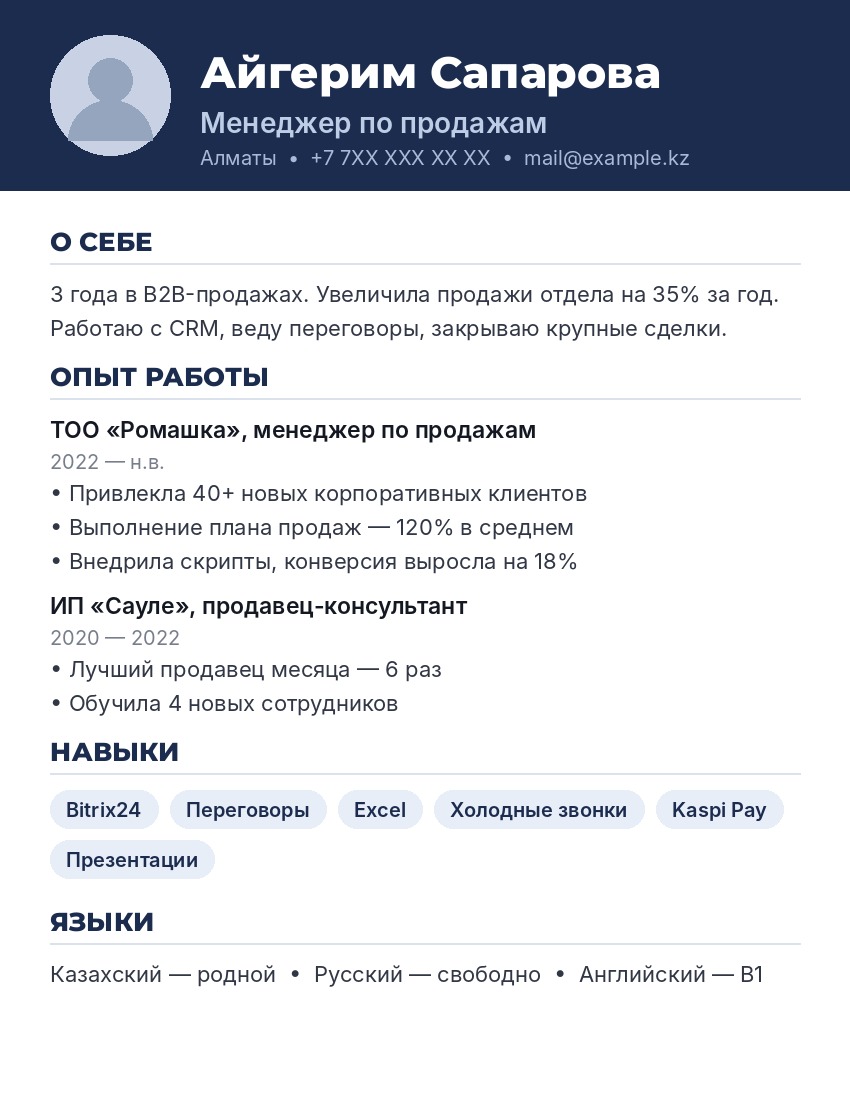 Айгерим Сапарова
Менеджер по продажам
Алматы • +7 7XX XXX XX XX • mail@example.kz
О СЕБЕ
3 года в B2B-продажах. Увеличила продажи отдела на 35% за год.
Работаю с CRM, веду переговоры, закрываю крупные сделки.
ОПЫТ РАБОТЫ
ТОО «Ромашка», менеджер по продажам
2022 — н.в.
• Привлекла 40+ новых корпоративных клиентов
• Выполнение плана продаж — 120% в среднем
• Внедрила скрипты, конверсия выросла на 18%
ИП «Сауле», продавец-консультант
2020 — 2022
• Лучший продавец месяца — 6 раз
• Обучила 4 новых сотрудников
НАВЫКИ
Bitrix24 Переговоры Excel Холодные звонки Kaspi Pay
Презентации
ЯЗЫКИ
Казахский — родной • Русский — свободно • Английский — B1